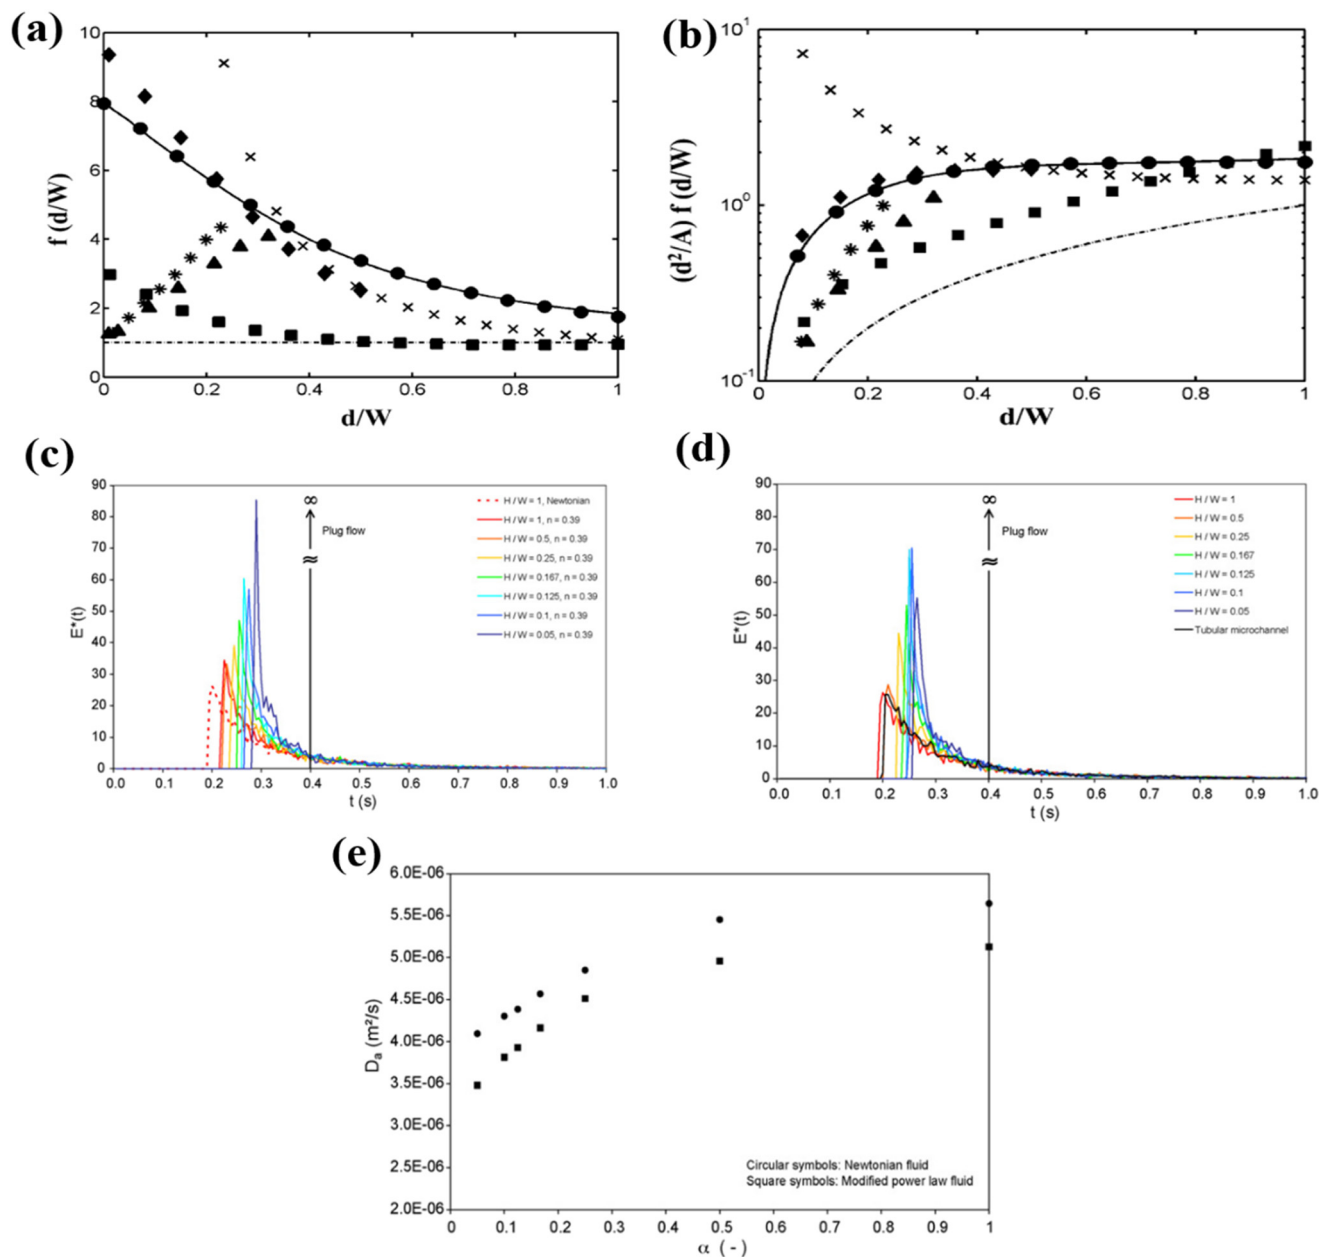 (a)
10
8
6
4
2
0
f (d/W)
0
0.2
0.4
0.6
0.8
1
d/W
(b)
10^1
10^0
10^-1
(d²/A) f (d/W)
0
0.2
0.4
0.6
0.8
1
d/W
(c)
90
80
70
60
50
40
30
20
10
0
E*(t)
∞
Plug flow
≈
H / W = 1, Newtonian
H / W = 1, n = 0.39
H / W = 0.5, n = 0.39
H / W = 0.25, n = 0.39
H / W = 0.167, n = 0.39
H / W = 0.125, n = 0.39
H / W = 0.1, n = 0.39
H / W = 0.05, n = 0.39
0.0
0.1
0.2
0.3
0.4
0.5
0.6
0.7
0.8
0.9
1.0
t (s)
(d)
90
80
70
60
50
40
30
20
10
0
E*(t)
∞
Plug flow
≈
H / W = 1
H / W = 0.5
H / W = 0.25
H / W = 0.167
H / W = 0.125
H / W = 0.1
H / W = 0.05
Tubular microchannel
0.0
0.1
0.2
0.3
0.4
0.5
0.6
0.7
0.8
0.9
1.0
t (s)
(e)
6.0E-06
5.5E-06
5.0E-06
4.5E-06
4.0E-06
3.5E-06
3.0E-06
2.5E-06
2.0E-06
Dₐ (m²/s)
Circular symbols: Newtonian fluid
Square symbols: Modified power law fluid
0
0.1
0.2
0.3
0.4
0.5
0.6
0.7
0.8
0.9
1
α ( - )